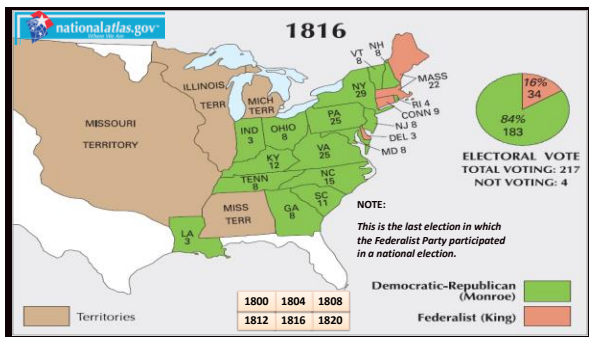 nationalatlas.gov™
Where We Are
1816
NH
8
VT
8
MASS
22
NY
29
RI 4
CONN 9
NJ 8
DEL 3
MD 8
PA
25
ILLINOIS
TERR
MICH
TERR
IND
3
OHIO
8
VA
25
KY
12
NC
15
TENN
8
SC
11
GA
8
MISS
TERR
LA
3
MISSOURI
TERRITORY
16%
34
84%
183
ELECTORAL VOTE
TOTAL VOTING: 217
NOT VOTING: 4
NOTE:
This is the last election in which
the Federalist Party participated
in a national election.
Democratic-Republican
(Monroe)
Federalist (King)
Territories
1800 1804 1808
1812 1816 1820